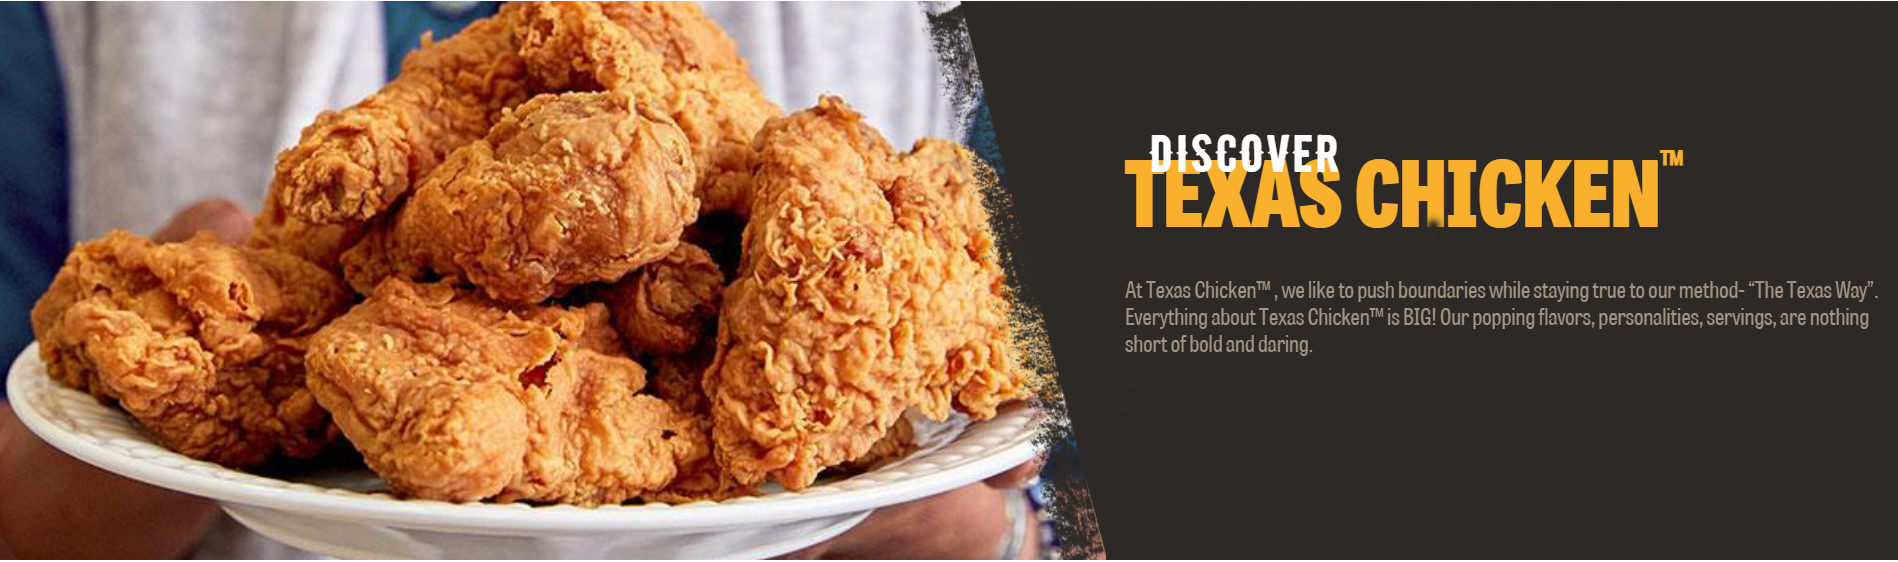 DISCOVER
TEXAS CHICKEN™
At Texas Chicken™ , we like to push boundaries while staying true to our method- “The Texas Way”.
Everything about Texas Chicken™ is BIG! Our popping flavors, personalities, servings, are nothing
short of bold and daring.